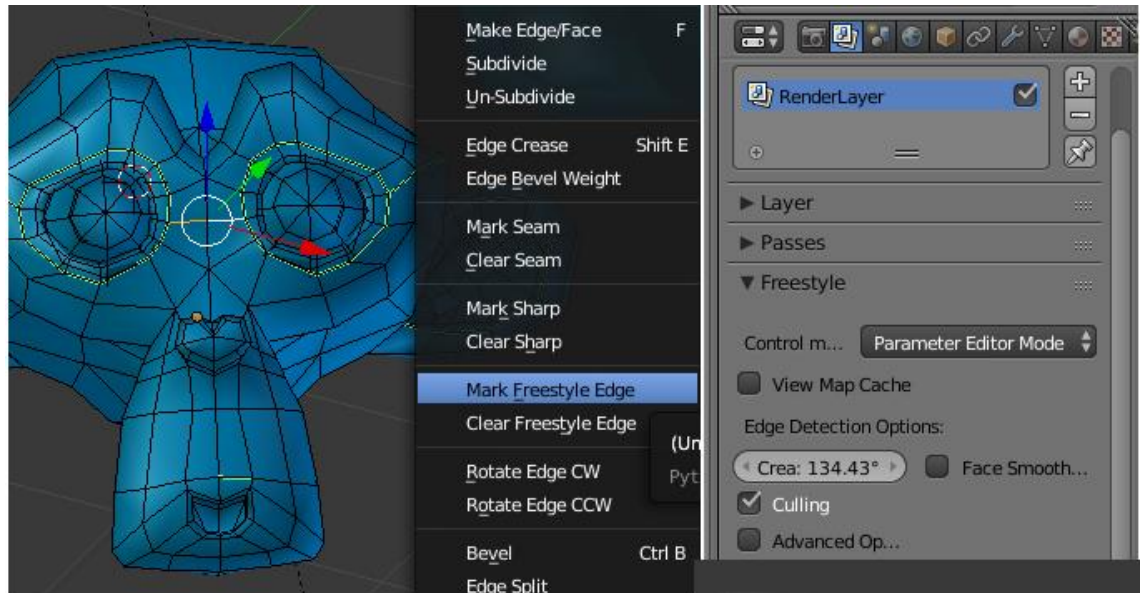 Make Edge/Face F
Subdivide
Un-Subdivide
Edge Crease Shift E
Edge Bevel Weight
Mark Seam
Clear Seam
Mark Sharp
Clear Sharp
Mark Freestyle Edge
Clear Freestyle Edge
(Un
Pyt
Rotate Edge CW
Rotate Edge CCW
Bevel Ctrl B
Edge Split
RenderLayer
Layer
Passes
Freestyle
Control m... Parameter Editor Mode
View Map Cache
Edge Detection Options:
Crea: 134.43° Face Smooth...
Culling
Advanced Op...